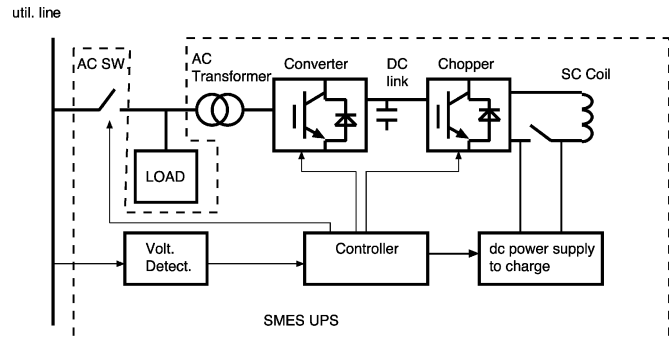 util. line
AC SW
AC
Transformer
Converter
DC
link
Chopper
SC Coil
LOAD
Volt.
Detect.
Controller
dc power supply
to charge
SMES UPS